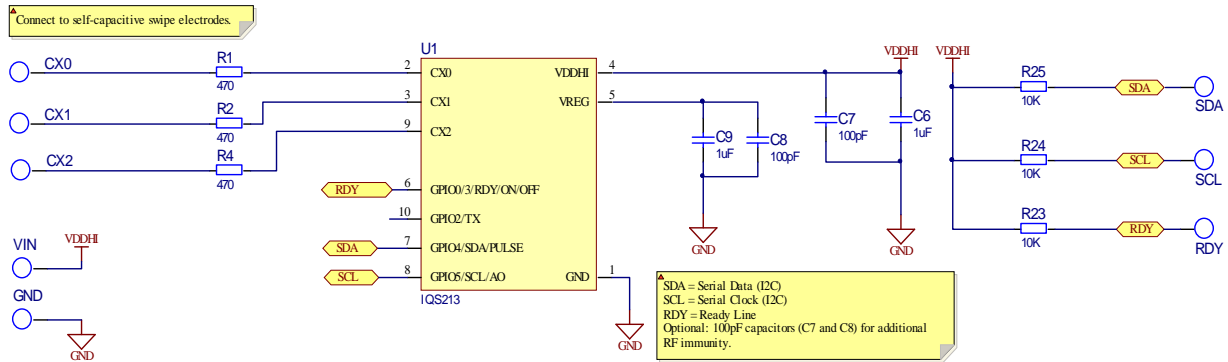 Connect to self-capacitive swipe electrodes.
CX0
R1
470
CX1
R2
470
CX2
R4
470
VIN
VDDHI
GND
GND
U1
2
CX0
3
CX1
9
CX2
RDY
6
GPIO0/3/RDY/ON/OFF
10
GPIO2/TX
SDA
7
GPIO4/SDA/PULSE
SCL
8
GPIO5/SCL/AO
VDDHI
4
VREG
5
GND
1
IQS213
GND
C9
1uF
C8
100pF
GND
C7
100pF
VDDHI
C6
1uF
GND
VDDHI
R25
10K
SDA
SDA
R24
10K
SCL
SCL
R23
10K
RDY
RDY
SDA = Serial Data (I2C)
SCL = Serial Clock (I2C)
RDY = Ready Line
Optional: 100pF capacitors (C7 and C8) for additional
RF immunity.